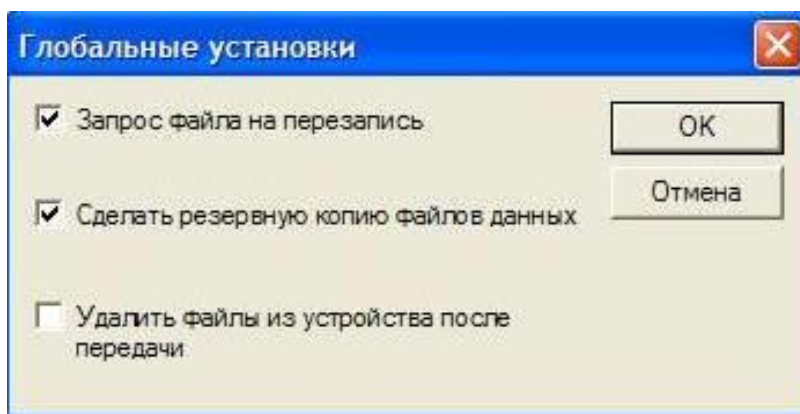 Глобальные установки
Запрос файла на перезапись
OK
Сделать резервную копию файлов данных
Отмена
Удалить файлы из устройства после
передачи